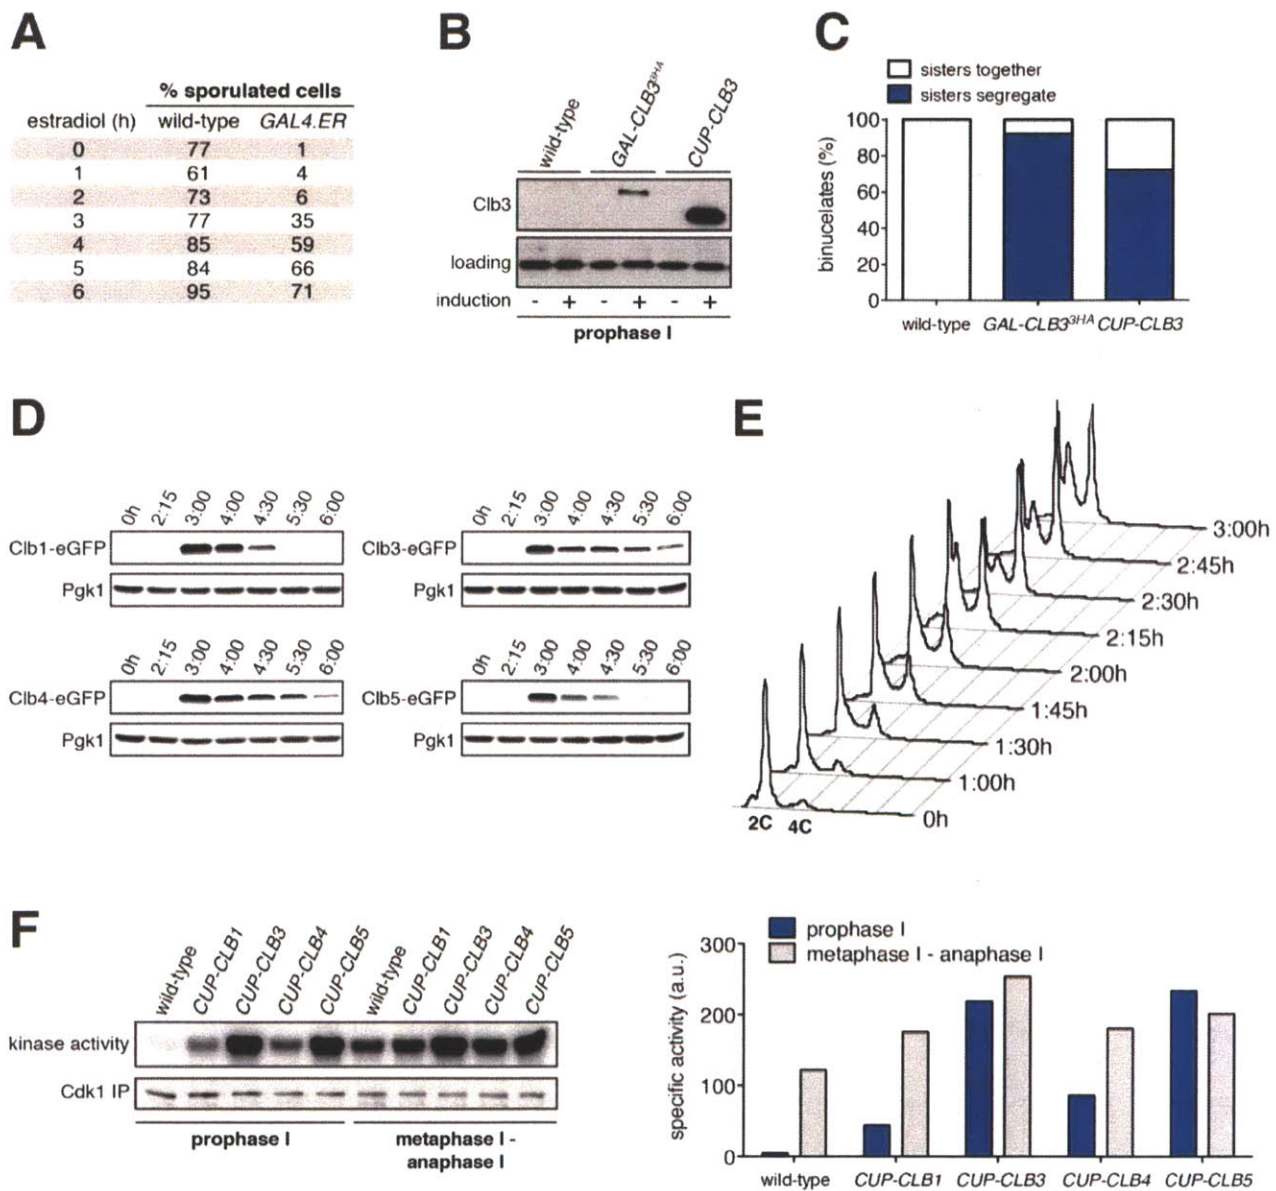 A
% sporulated cells
estradiol (h) wild-type GAL4.ER
0 77 1
1 61 4
2 73 6
3 77 35
4 85 59
5 84 66
6 95 71
B
wild-type GAL-CLB3³ᴴᴬ CUP-CLB3
Clb3
loading
induction - + - + - +
prophase I
C
sisters together
sisters segregate
binucelates (%)
100
80
60
40
20
0
wild-type GAL-CLB3³ᴴᴬ CUP-CLB3
D
0h 2:15 3:00 4:00 4:30 5:30 6:00
Clb1-eGFP
Pgk1
0h 2:15 3:00 4:00 4:30 5:30 6:00
Clb3-eGFP
Pgk1
0h 2:15 3:00 4:00 4:30 5:30 6:00
Clb4-eGFP
Pgk1
0h 2:15 3:00 4:00 4:30 5:30 6:00
Clb5-eGFP
Pgk1
E
3:00h
2:45h
2:30h
2:15h
2:00h
1:45h
1:30h
1:00h
0h
2C 4C
F
wild-type CUP-CLB1 CUP-CLB3 CUP-CLB4 CUP-CLB5 wild-type CUP-CLB1 CUP-CLB3 CUP-CLB4 CUP-CLB5
kinase activity
Cdk1 IP
prophase I
metaphase I -
anaphase I
prophase I
metaphase I - anaphase I
specific activity (a.u.)
300
200
100
0
wild-type CUP-CLB1 CUP-CLB3 CUP-CLB4 CUP-CLB5